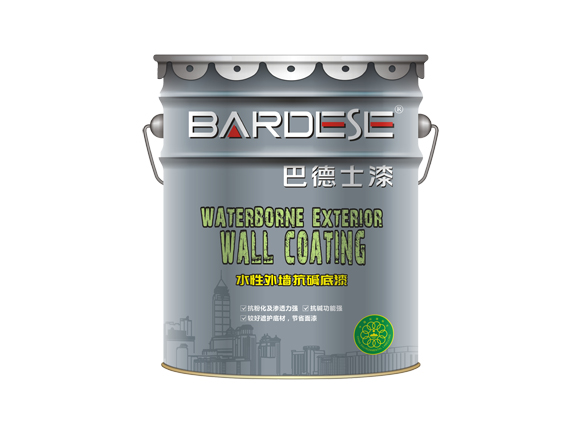 BARDESE®
巴德士漆
WATERBORNE EXTERIOR
WALL COATING
水性外墙抗碱底漆
抗粉化及渗透力强 抗碱功能强
较好遮护底材，节省面漆